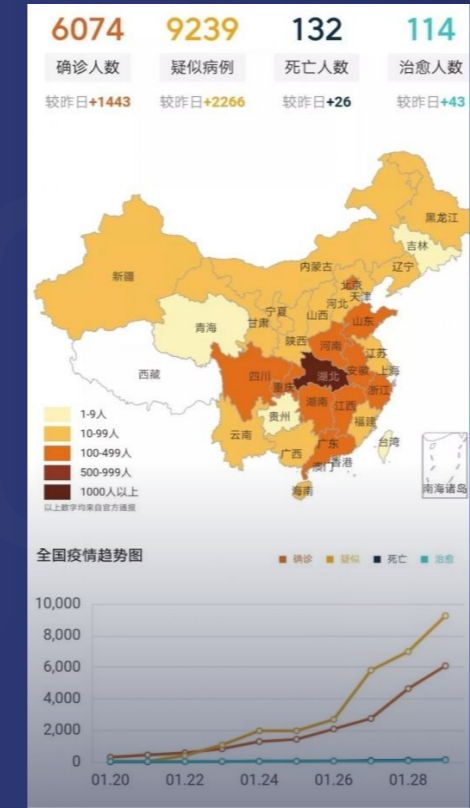 6074 9239 132 114
确诊人数 疑似病例 死亡人数 治愈人数
较昨日+1443 较昨日+2266 较昨日+26 较昨日+43
黑龙江
吉林
内蒙古 辽宁
新疆
北京
天津
河北
宁夏 山西
山东
青海 甘肃
陕西 河南 江苏
西藏 四川 湖北 安徽 上海
重庆 浙江
湖南 江西
贵州 福建
云南 广西 广东 台湾
澳门 香港
海南
南海诸岛
1-9人
10-99人
100-499人
500-999人
1000人以上
以上数字均来自官方通报
全国疫情趋势图
确诊 疑似 死亡 治愈
10,000
8,000
6,000
4,000
2,000
0
01.20 01.22 01.24 01.26 01.28